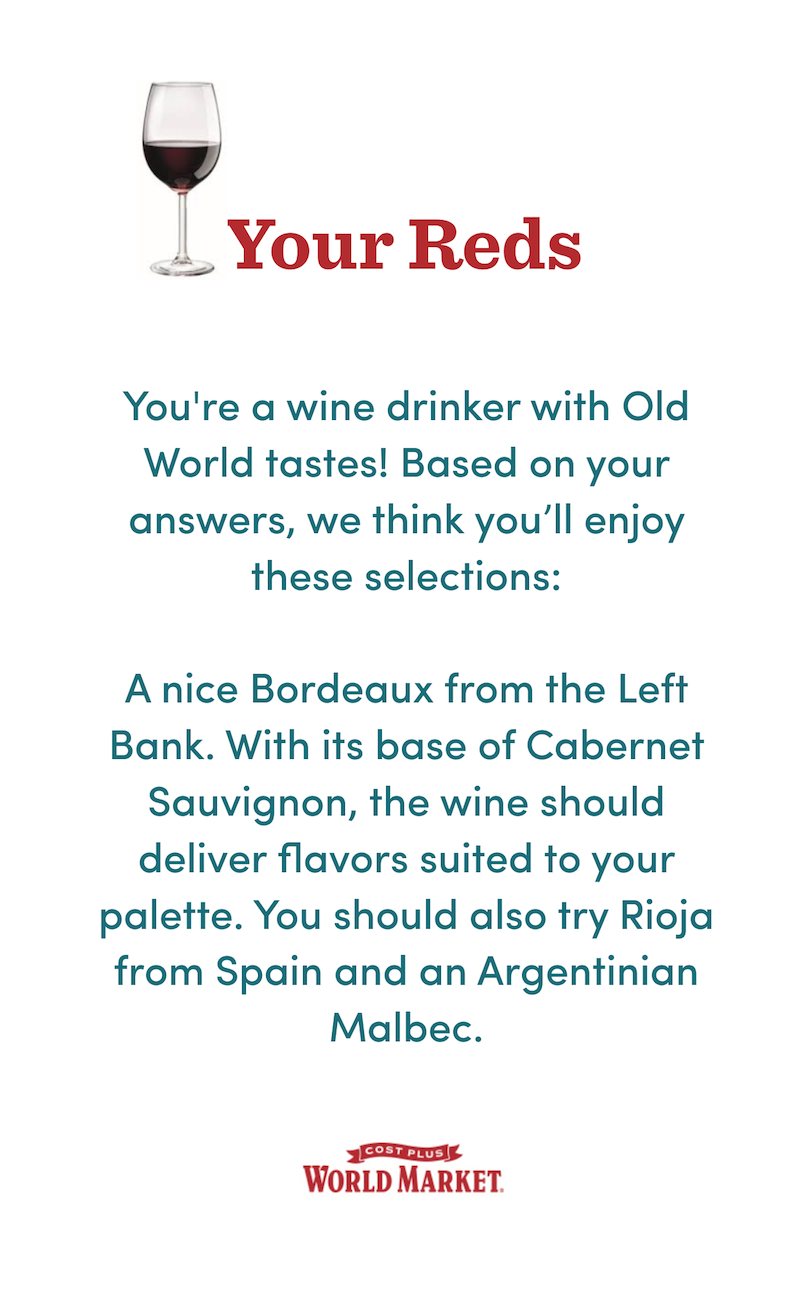 Your Reds
You're a wine drinker with Old
World tastes! Based on your
answers, we think you’ll enjoy
these selections:
A nice Bordeaux from the Left
Bank. With its base of Cabernet
Sauvignon, the wine should
deliver flavors suited to your
palette. You should also try Rioja
from Spain and an Argentinian
Malbec.
COST PLUS
WORLD MARKET.